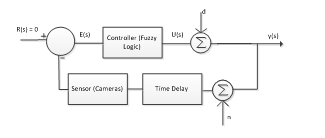 d
R(s) = 0
+
E(s)
Controller (Fuzzy
Logic)
U(s)
Σ
y(s)
−
Sensor (Cameras)
Time Delay
Σ
n